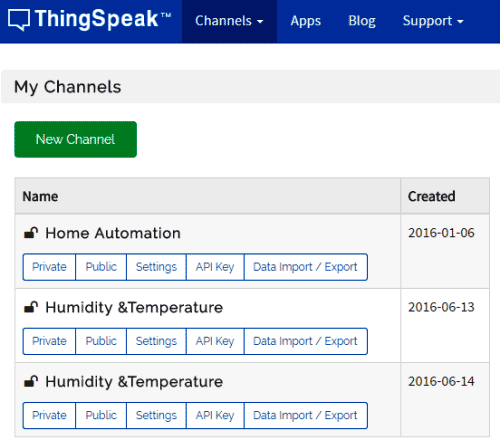 ThingSpeak™ Channels Apps Blog Support
My Channels
New Channel
Name Created
Home Automation 2016-01-06
Private Public Settings API Key Data Import / Export
Humidity &Temperature 2016-06-13
Private Public Settings API Key Data Import / Export
Humidity &Temperature 2016-06-14
Private Public Settings API Key Data Import / Export